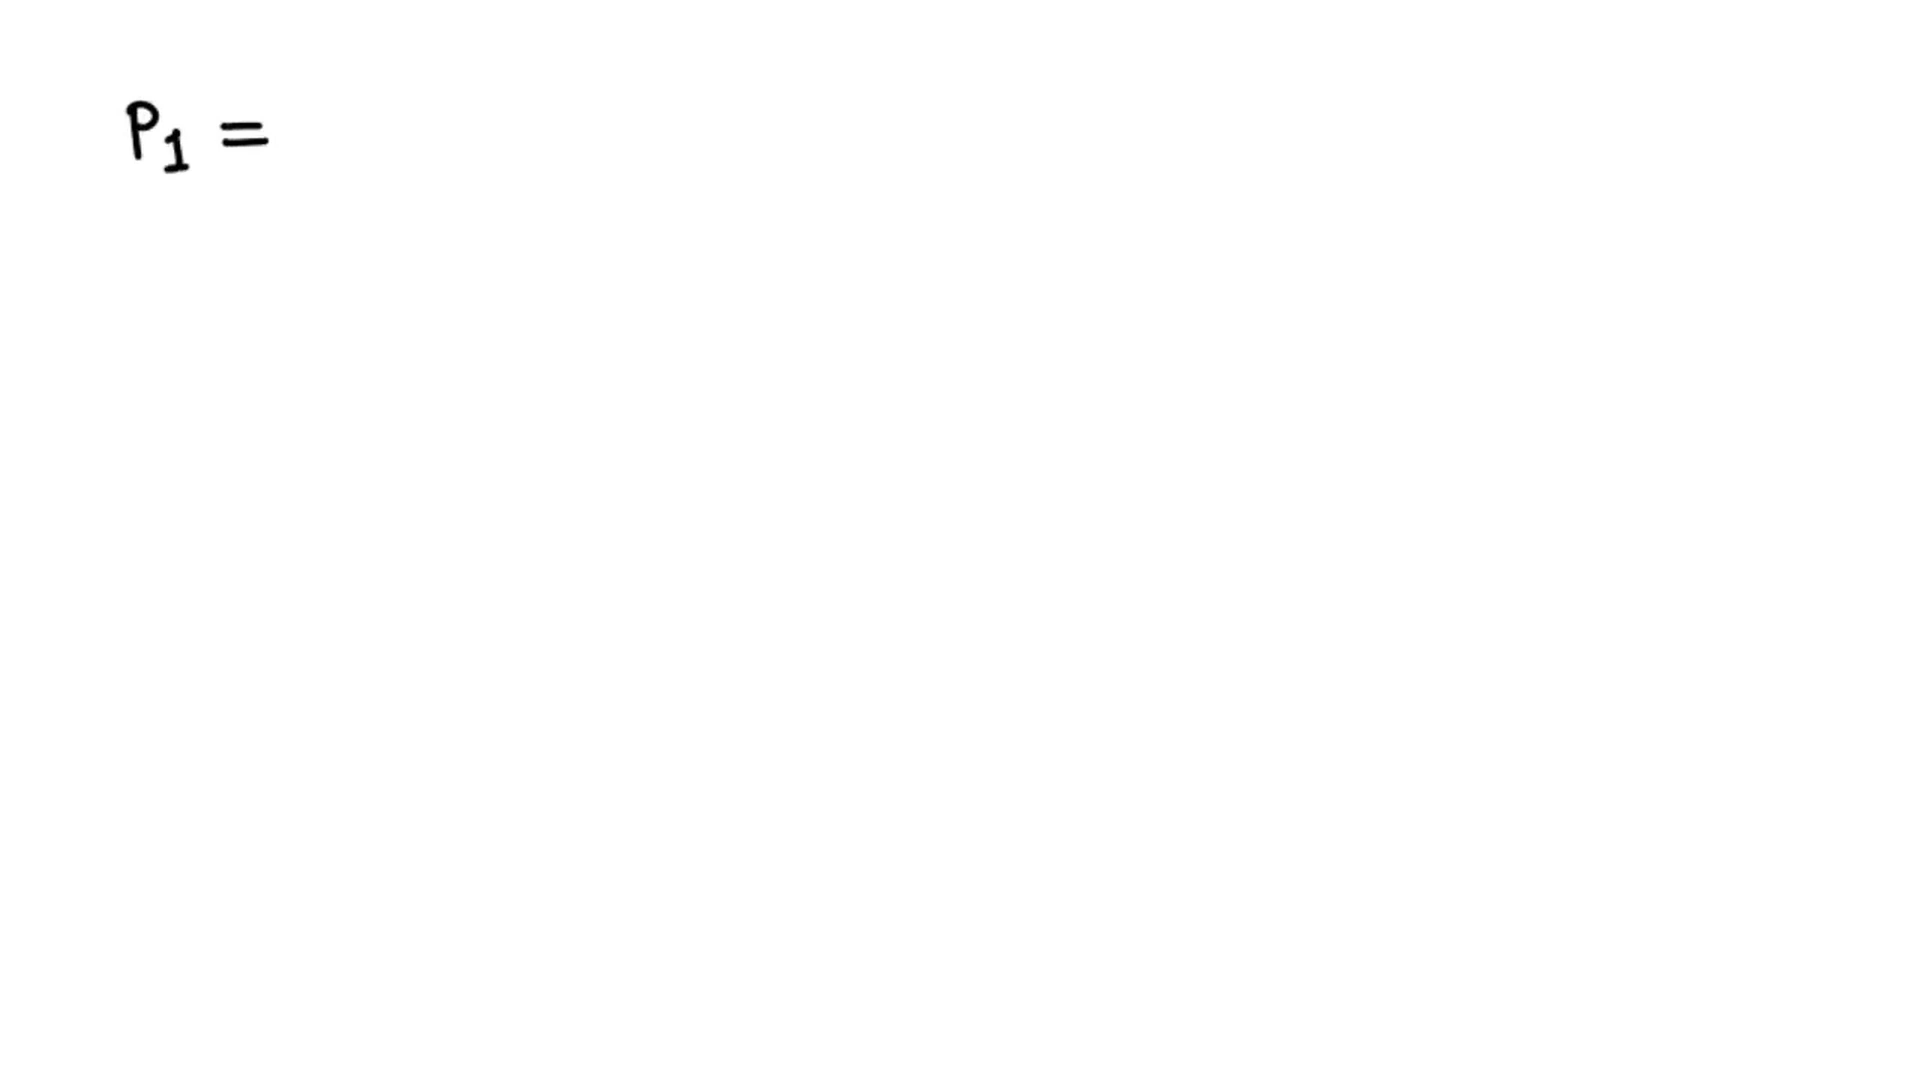 P₁ =